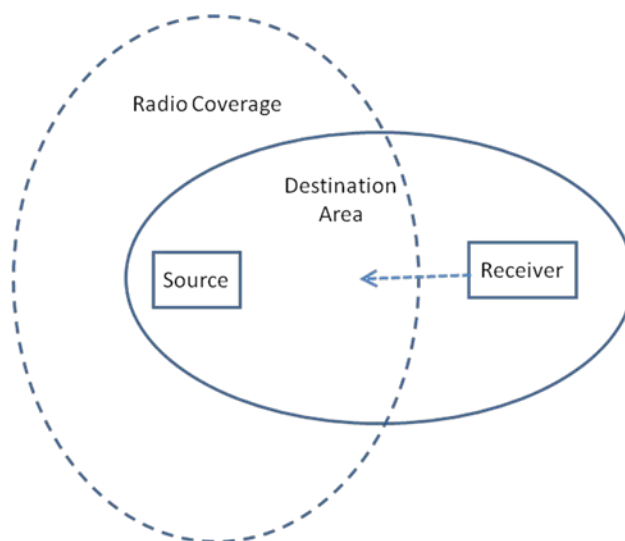 Radio Coverage
Destination
Area
Source
Receiver